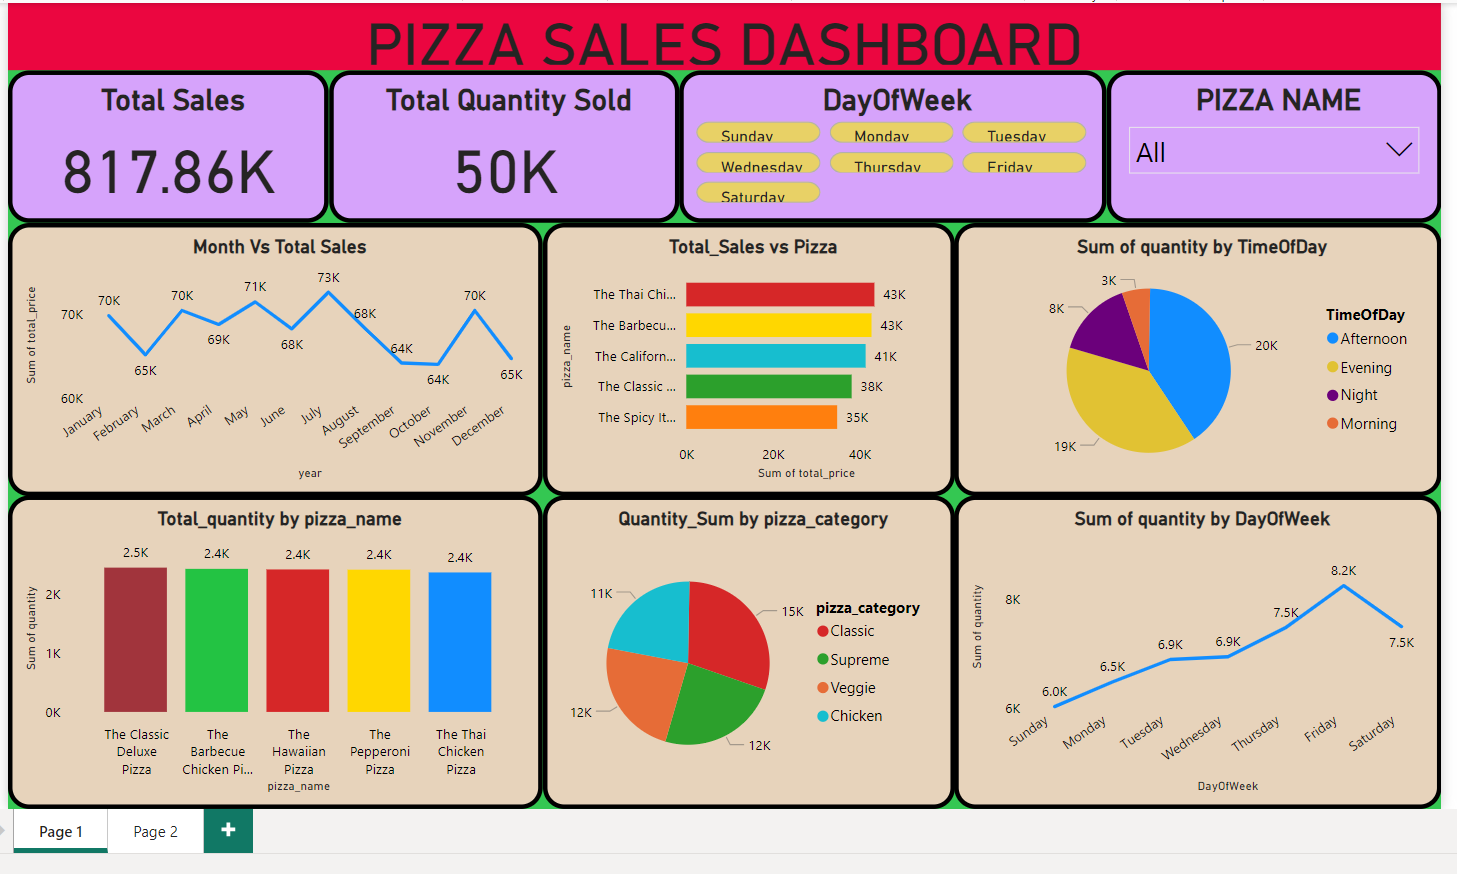 PIZZA SALES DASHBOARD
Total Sales
817.86K
Total Quantity Sold
50K
DayOfWeek
Sunday
Monday
Tuesday
Wednesday
Thursday
Friday
Saturday
PIZZA NAME
All
Month Vs Total Sales
Sum of total_price
70K
60K
70K
65K
70K
69K
71K
68K
73K
68K
64K
64K
70K
65K
January
February
March
April
May
June
July
August
September
October
November
December
year
Total_Sales vs Pizza
pizza_name
The Thai Chi...
43K
The Barbecu...
43K
The Californ...
41K
The Classic ...
38K
The Spicy It...
35K
0K
20K
40K
Sum of total_price
Sum of quantity by TimeOfDay
3K
8K
20K
19K
TimeOfDay
Afternoon
Evening
Night
Morning
Total_quantity by pizza_name
Sum of quantity
2K
1K
0K
2.5K
2.4K
2.4K
2.4K
2.4K
The Classic
Deluxe
Pizza
The
Barbecue
Chicken Pi...
The
Hawaiian
Pizza
The
Pepperoni
Pizza
The Thai
Chicken
Pizza
pizza_name
Quantity_Sum by pizza_category
11K
15K
12K
12K
pizza_category
Classic
Supreme
Veggie
Chicken
Sum of quantity by DayOfWeek
Sum of quantity
8K
6K
6.0K
6.5K
6.9K
6.9K
7.5K
8.2K
7.5K
Sunday
Monday
Tuesday
Wednesday
Thursday
Friday
Saturday
DayOfWeek
Page 1
Page 2
+